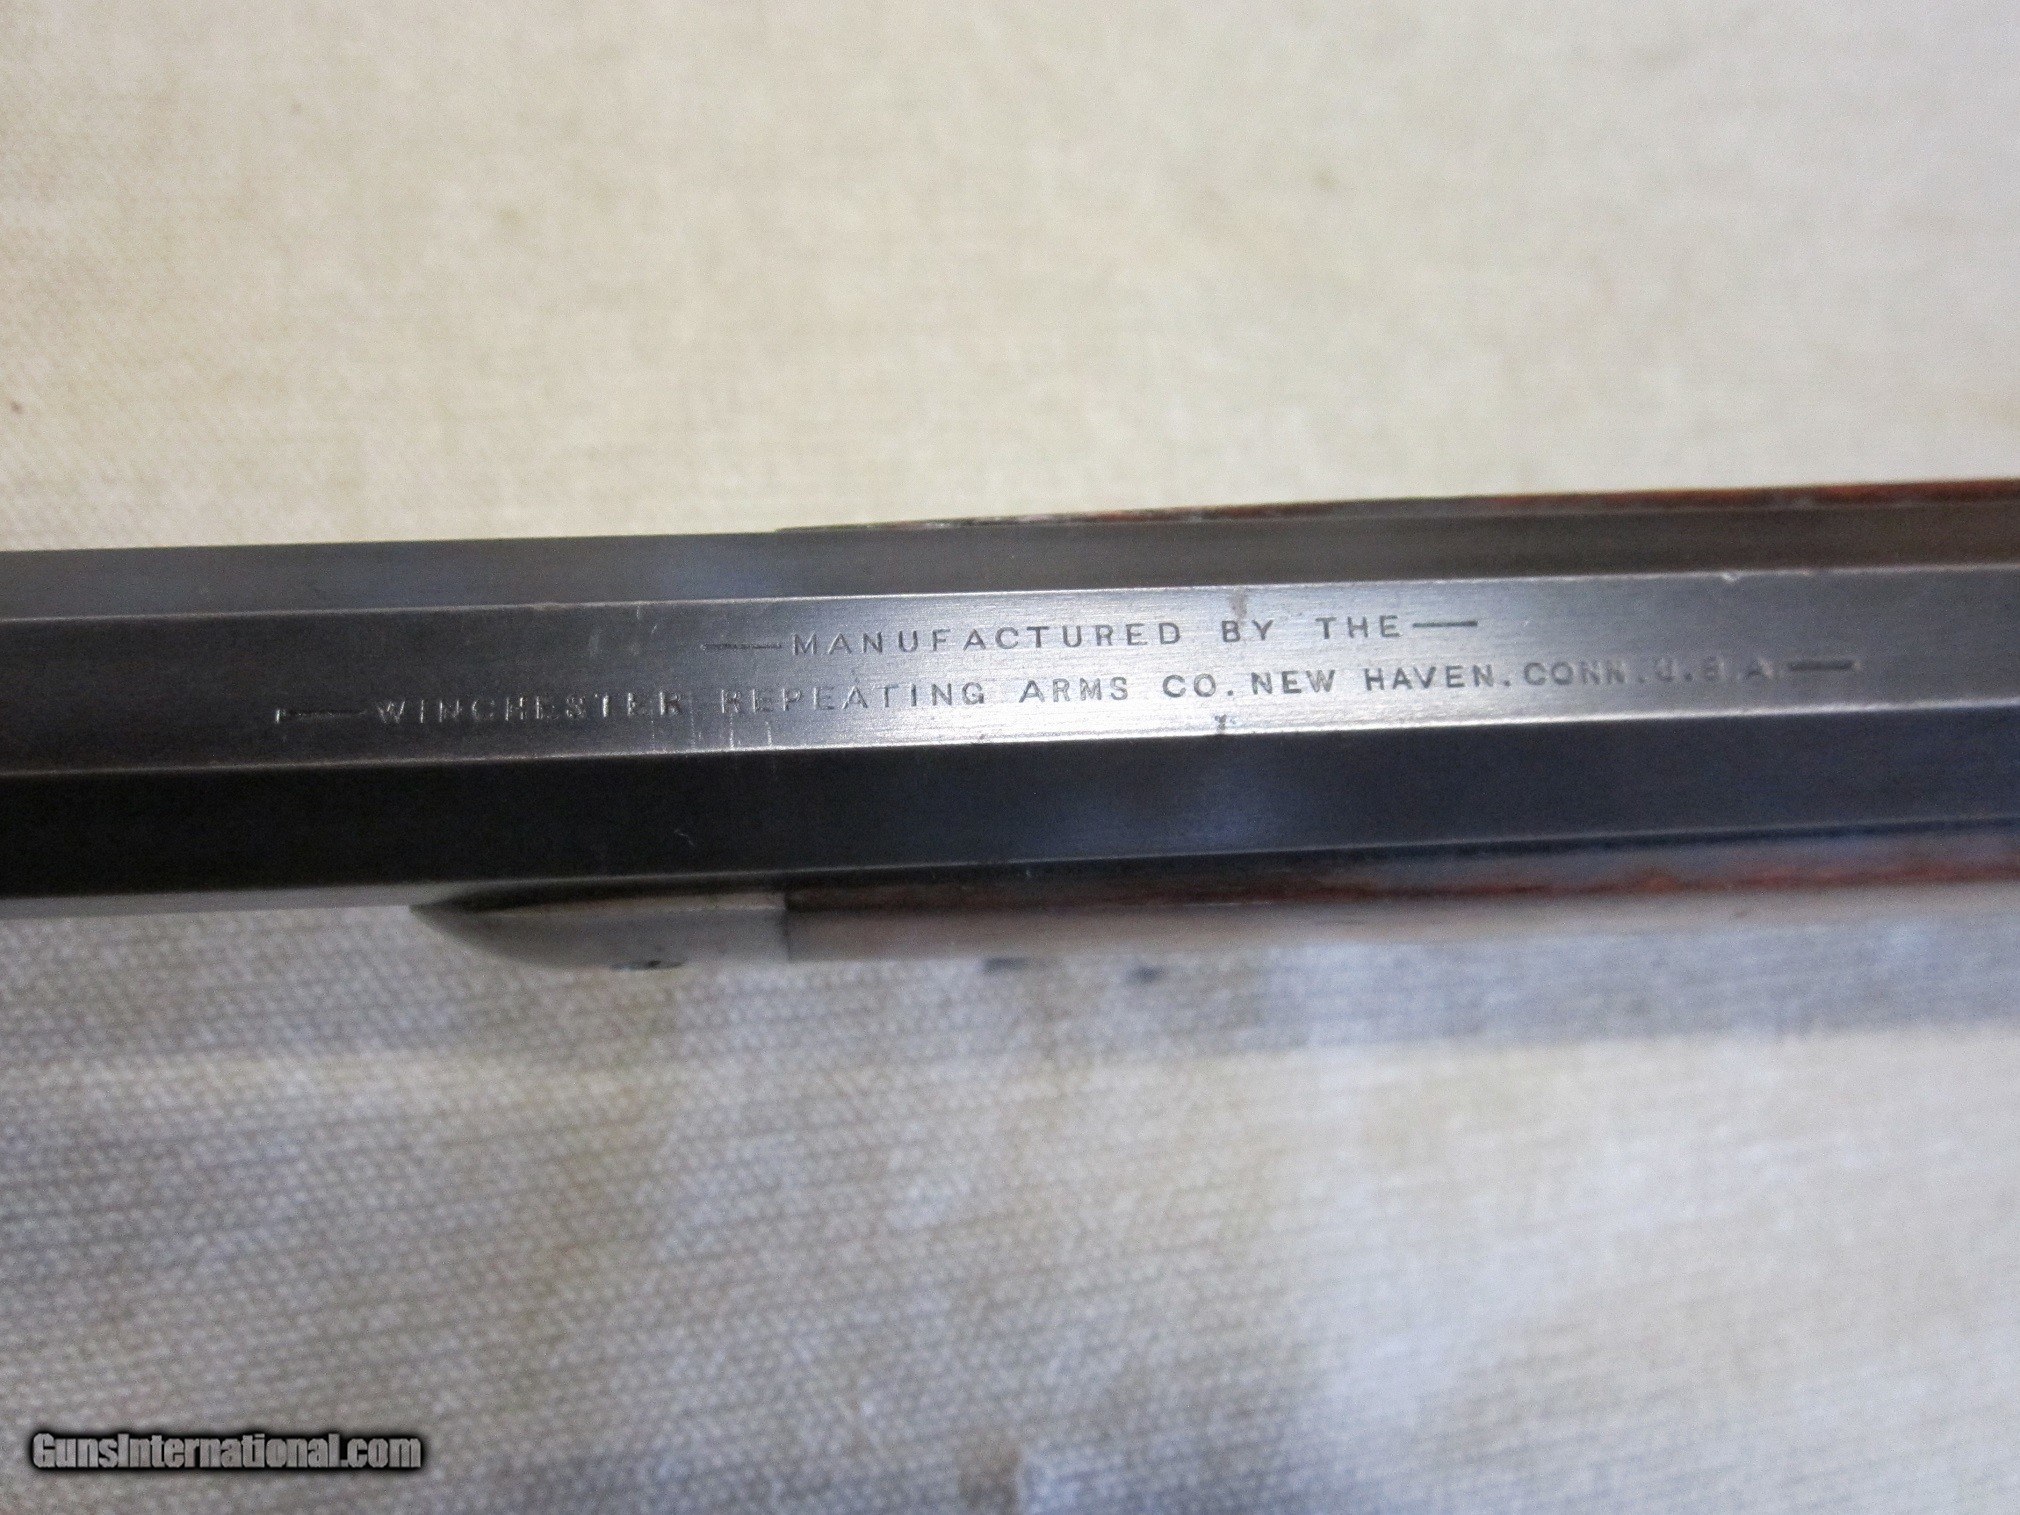 —MANUFACTURED BY THE—
—WINCHESTER REPEATING ARMS CO. NEW HAVEN. CONN. U.S.A.—
GunsInternational.com